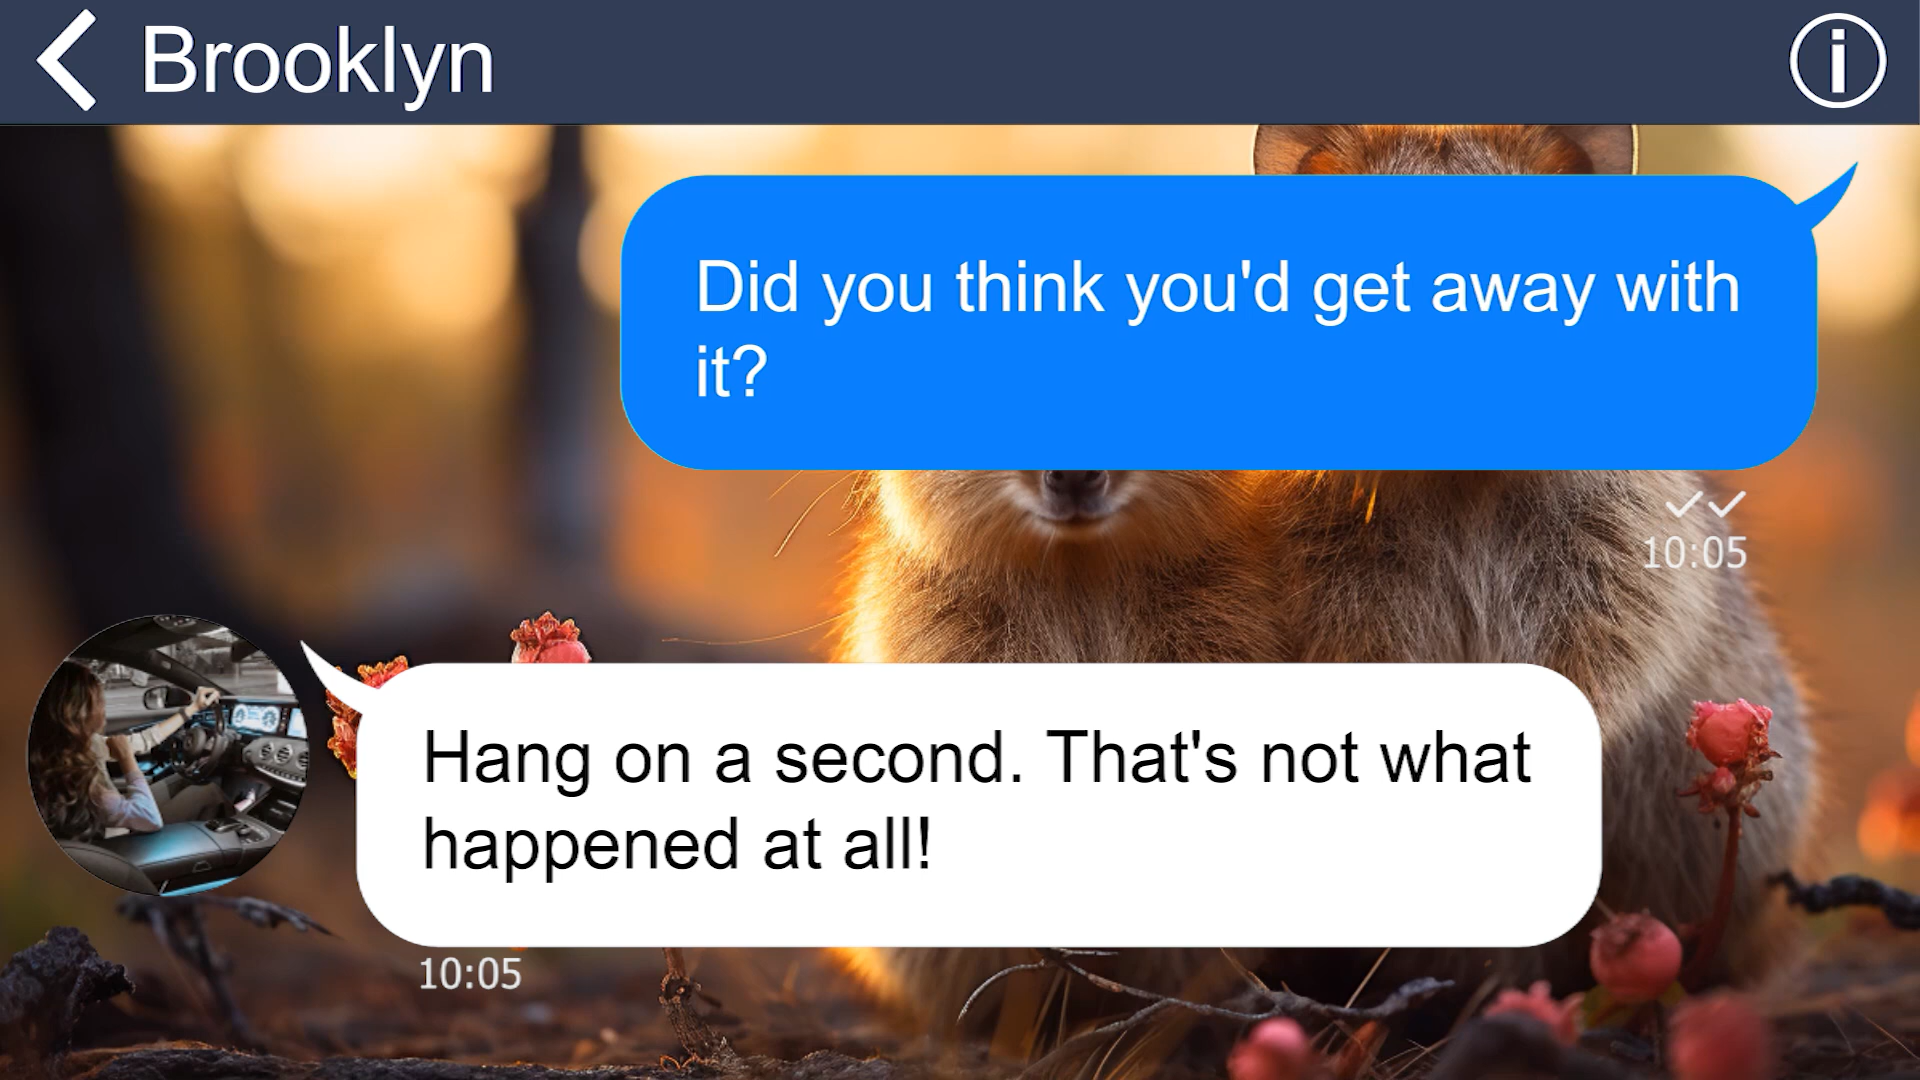 Brooklyn
Did you think you'd get away with
it?
10:05
Hang on a second. That's not what
happened at all!
10:05